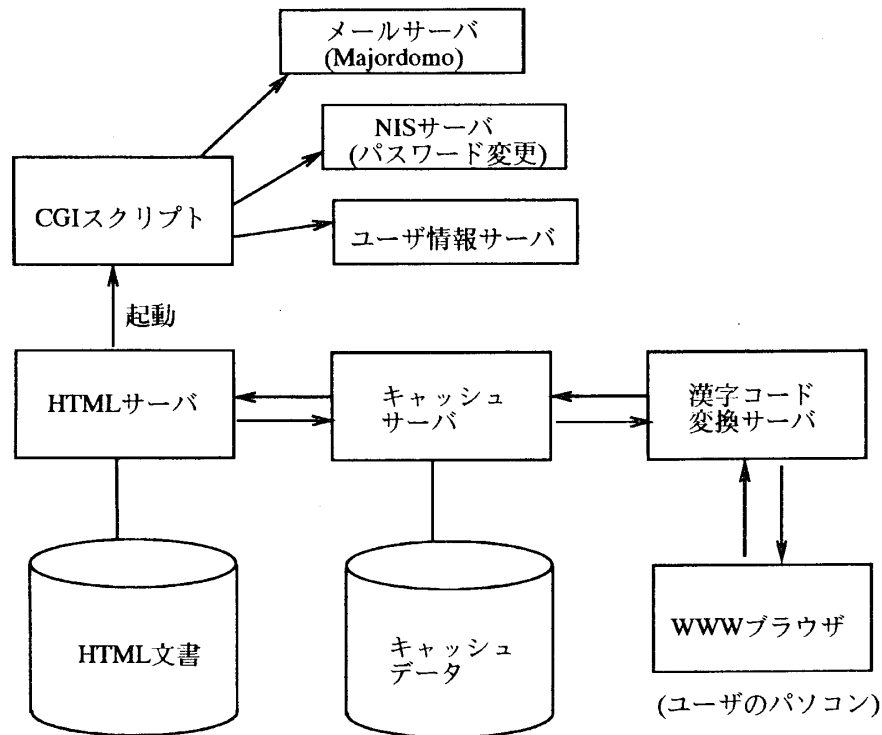 メールサーバ
(Majordomo)
NISサーバ
(パスワード変更)
CGIスクリプト
ユーザ情報サーバ
起動
HTMLサーバ
キャッシュ
サーバ
漢字コード
変換サーバ
HTML文書
キャッシュ
データ
WWWブラウザ
(ユーザのパソコン)